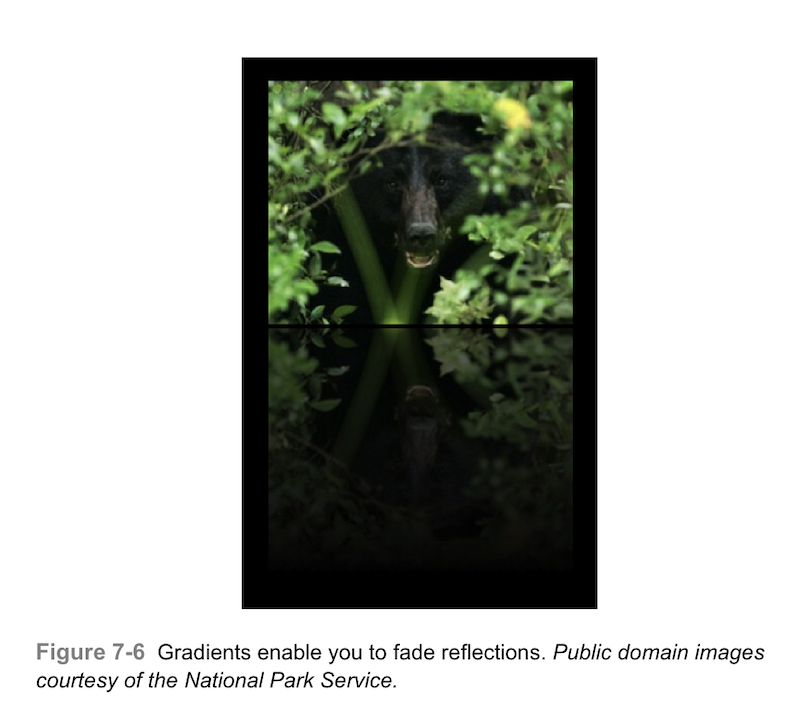 Figure 7-6 Gradients enable you to fade reflections. Public domain images
courtesy of the National Park Service.